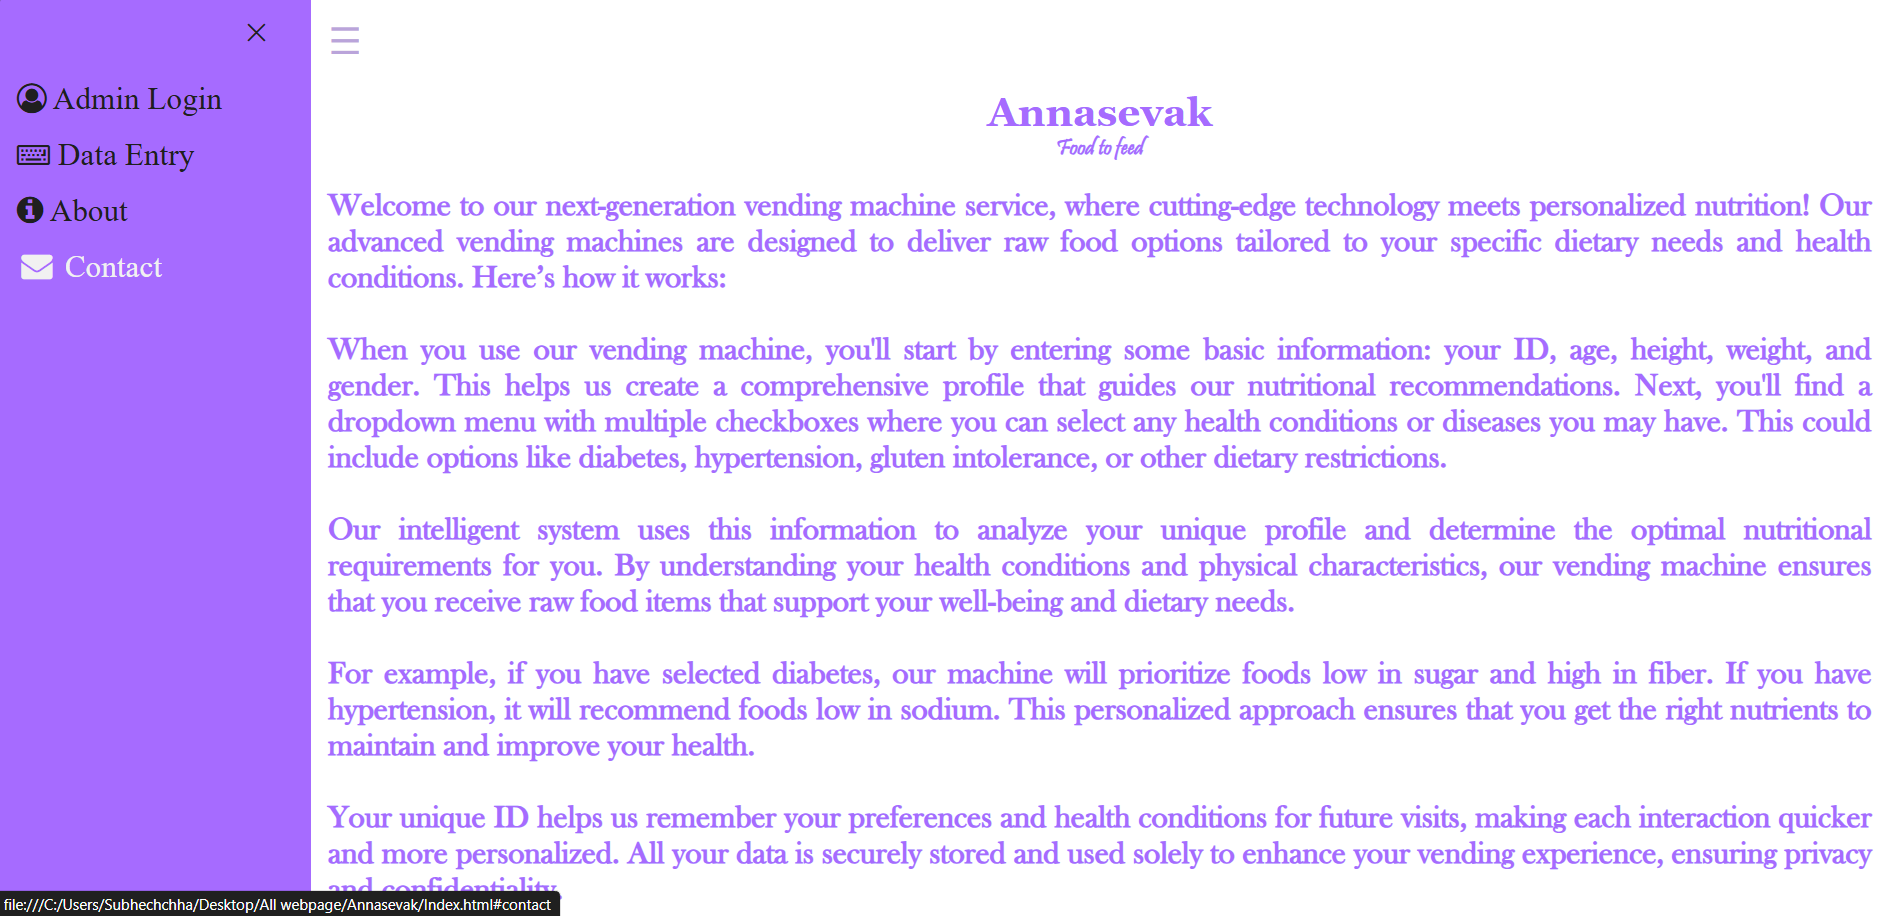 Admin Login
Data Entry
About
Contact
Annasevak
Food to feed
Welcome to our next-generation vending machine service, where cutting-edge technology meets personalized nutrition! Our
advanced vending machines are designed to deliver raw food options tailored to your specific dietary needs and health
conditions. Here’s how it works:
When you use our vending machine, you'll start by entering some basic information: your ID, age, height, weight, and
gender. This helps us create a comprehensive profile that guides our nutritional recommendations. Next, you'll find a
dropdown menu with multiple checkboxes where you can select any health conditions or diseases you may have. This could
include options like diabetes, hypertension, gluten intolerance, or other dietary restrictions.
Our intelligent system uses this information to analyze your unique profile and determine the optimal nutritional
requirements for you. By understanding your health conditions and physical characteristics, our vending machine ensures
that you receive raw food items that support your well-being and dietary needs.
For example, if you have selected diabetes, our machine will prioritize foods low in sugar and high in fiber. If you have
hypertension, it will recommend foods low in sodium. This personalized approach ensures that you get the right nutrients to
maintain and improve your health.
Your unique ID helps us remember your preferences and health conditions for future visits, making each interaction quicker
and more personalized. All your data is securely stored and used solely to enhance your vending experience, ensuring privacy
and confidentiality.
file:///C:/Users/Subhechchha/Desktop/All webpage/Annasevak/Index.html#contact